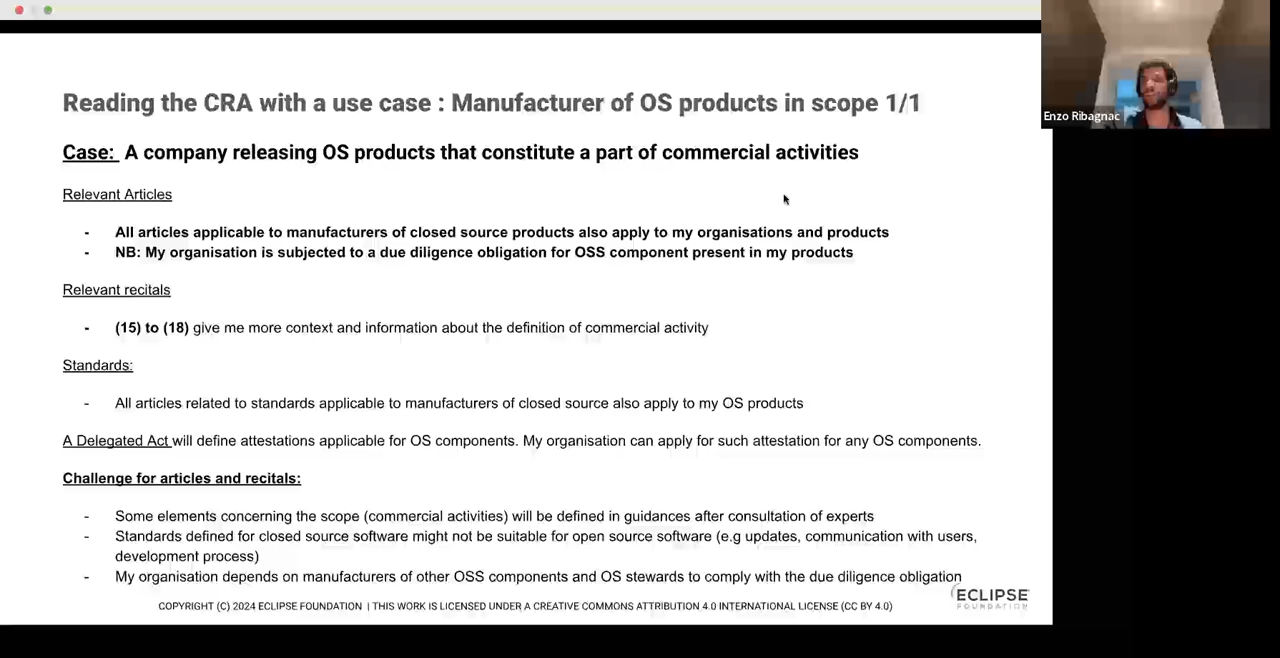 Reading the CRA with a use case : Manufacturer of OS products in scope 1/1
Case: A company releasing OS products that constitute a part of commercial activities
Relevant Articles
- All articles applicable to manufacturers of closed source products also apply to my organisations and products
- NB: My organisation is subjected to a due diligence obligation for OSS component present in my products
Relevant recitals
- (15) to (18) give me more context and information about the definition of commercial activity
Standards:
- All articles related to standards applicable to manufacturers of closed source also apply to my OS products
A Delegated Act will define attestations applicable for OS components. My organisation can apply for such attestation for any OS components.
Challenge for articles and recitals:
- Some elements concerning the scope (commercial activities) will be defined in guidances after consultation of experts
- Standards defined for closed source software might not be suitable for open source software (e.g updates, communication with users,
development process)
- My organisation depends on manufacturers of other OSS components and OS stewards to comply with the due diligence obligation
COPYRIGHT (C) 2024 ECLIPSE FOUNDATION | THIS WORK IS LICENSED UNDER A CREATIVE COMMONS ATTRIBUTION 4.0 INTERNATIONAL LICENSE (CC BY 4.0)
ECLIPSE
FOUNDATION
Enzo Ribagnac